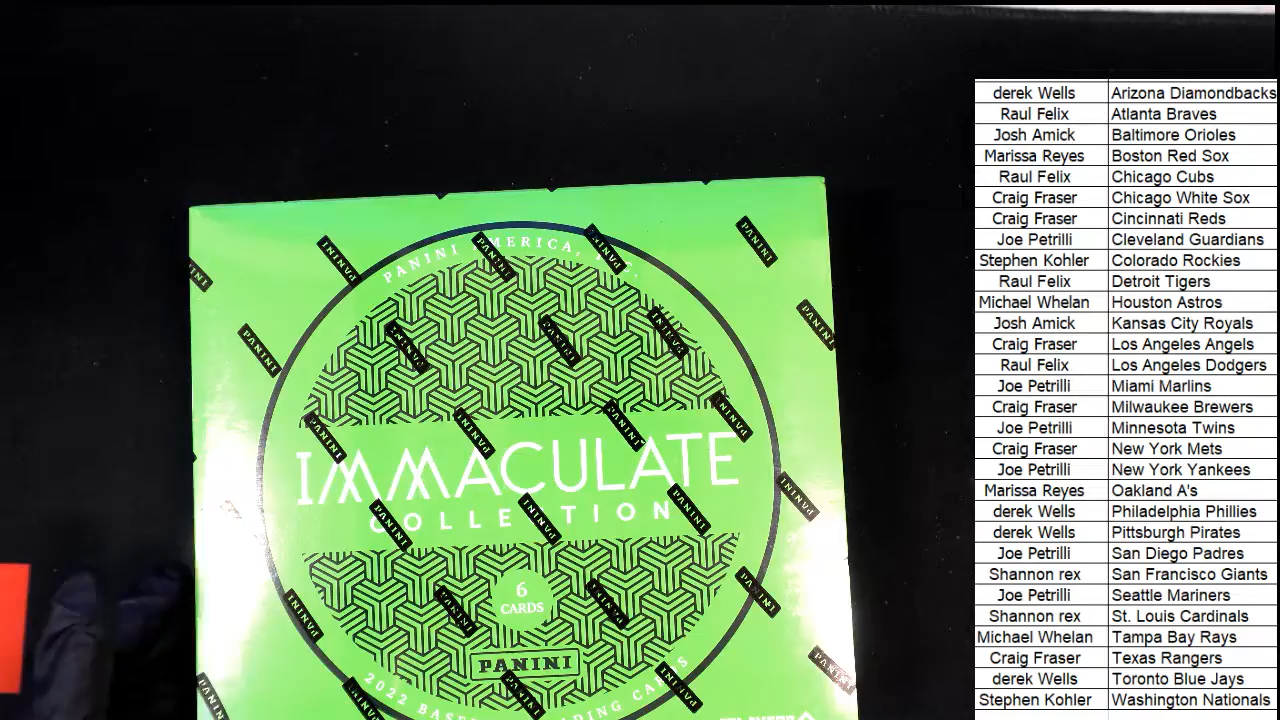 PANINI AMERICA,
IMMACULATE
COLLECTION
6
CARDS
PANINI
2022
derek Wells Arizona Diamondbacks
Raul Felix Atlanta Braves
Josh Amick Baltimore Orioles
Marissa Reyes Boston Red Sox
Raul Felix Chicago Cubs
Craig Fraser Chicago White Sox
Craig Fraser Cincinnati Reds
Joe Petrilli Cleveland Guardians
Stephen Kohler Colorado Rockies
Raul Felix Detroit Tigers
Michael Whelan Houston Astros
Josh Amick Kansas City Royals
Craig Fraser Los Angeles Angels
Raul Felix Los Angeles Dodgers
Joe Petrilli Miami Marlins
Craig Fraser Milwaukee Brewers
Joe Petrilli Minnesota Twins
Craig Fraser New York Mets
Joe Petrilli New York Yankees
Marissa Reyes Oakland A's
derek Wells Philadelphia Phillies
derek Wells Pittsburgh Pirates
Joe Petrilli San Diego Padres
Shannon rex San Francisco Giants
Joe Petrilli Seattle Mariners
Shannon rex St. Louis Cardinals
Michael Whelan Tampa Bay Rays
Craig Fraser Texas Rangers
derek Wells Toronto Blue Jays
Stephen Kohler Washington Nationals